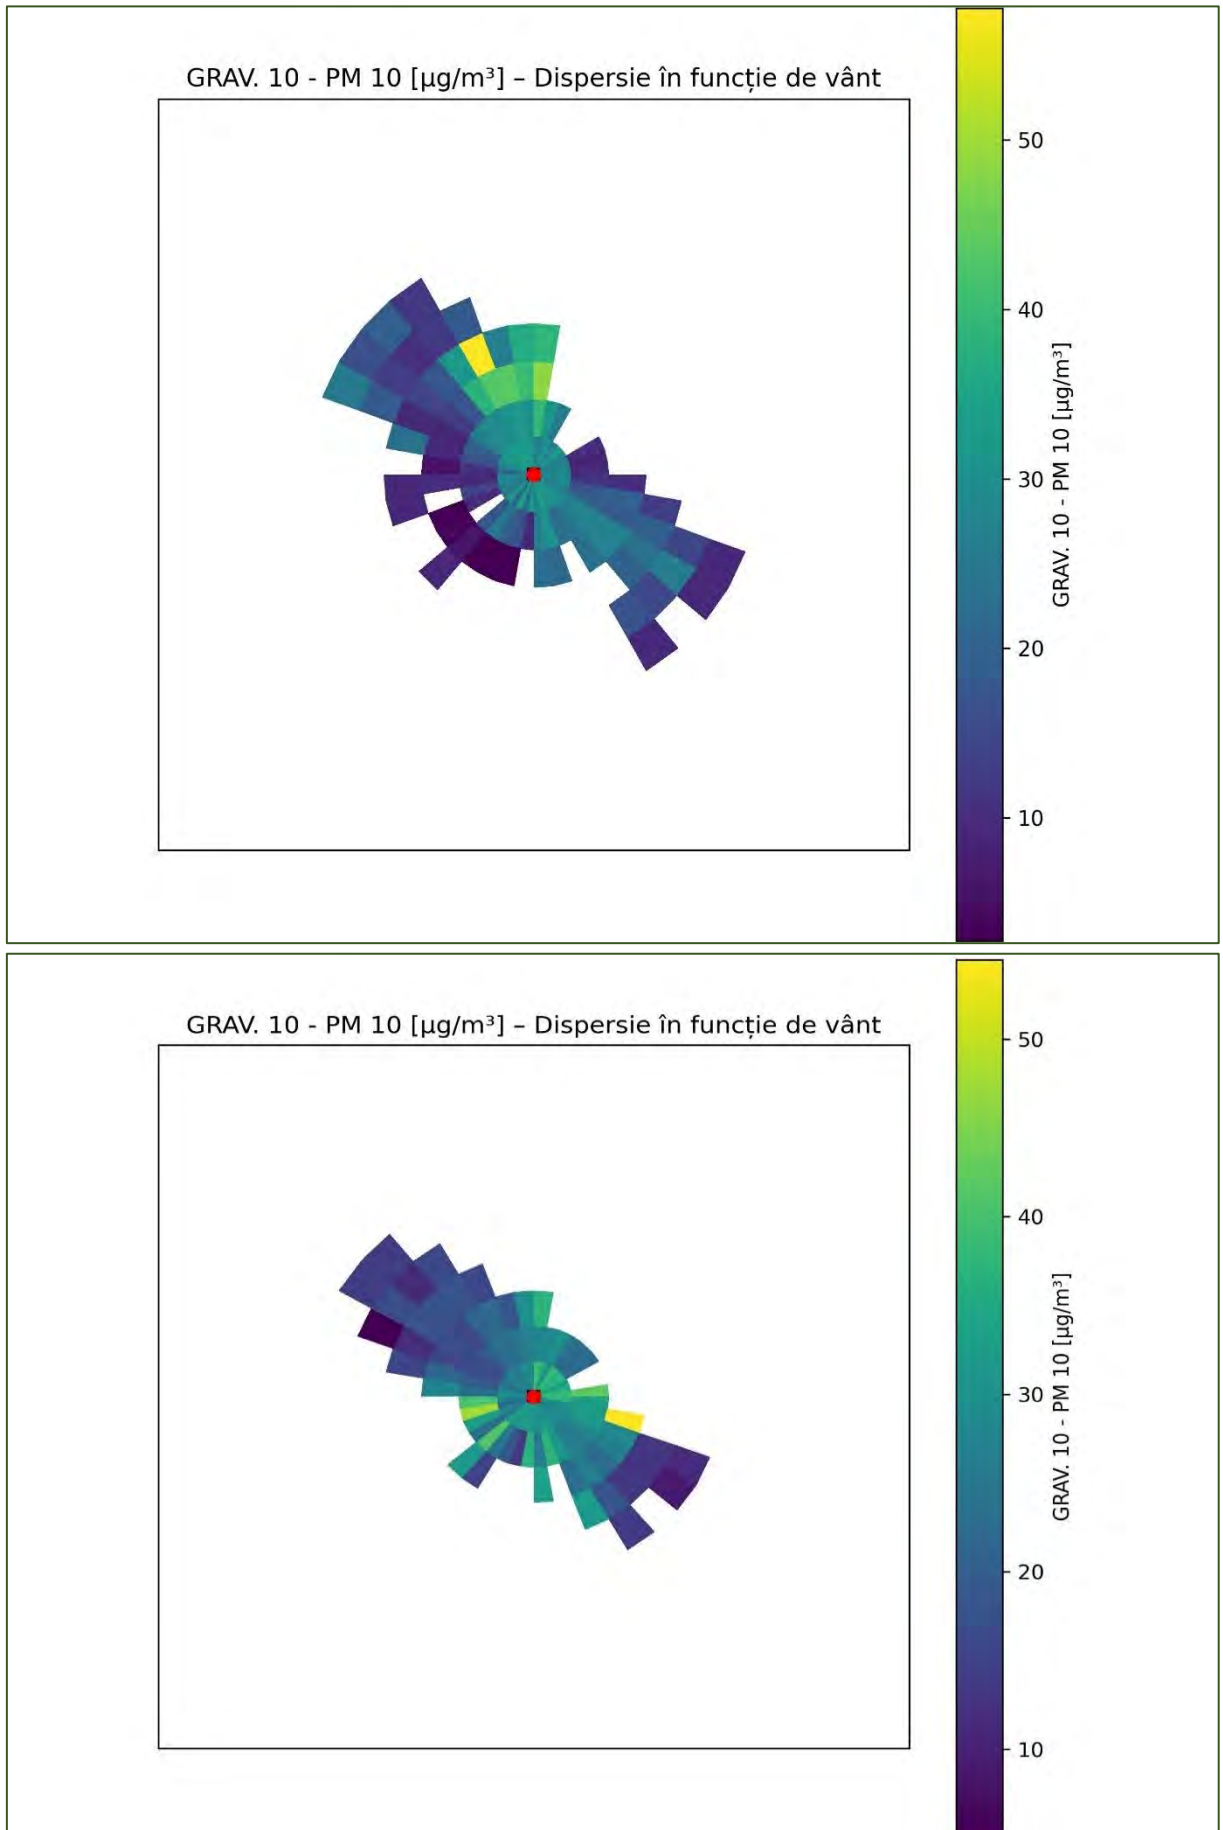 GRAV. 10 - PM 10 [µg/m³] – Dispersie în funcție de vânt
50
40
30
20
10
GRAV. 10 - PM 10 [µg/m³]
GRAV. 10 - PM 10 [µg/m³] – Dispersie în funcție de vânt
50
40
30
20
10
GRAV. 10 - PM 10 [µg/m³]